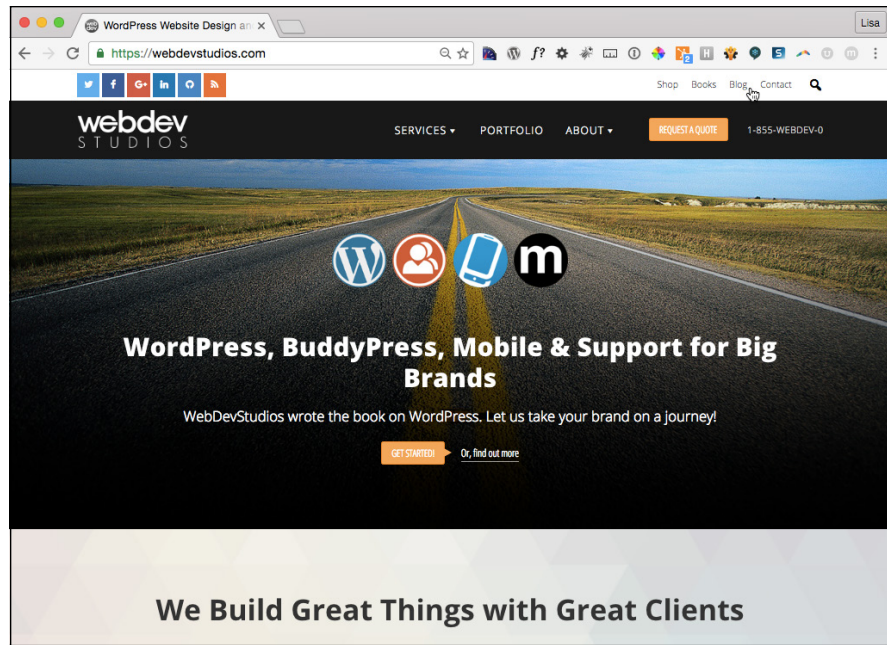 WordPress Website Design an
Lisa
https://webdevstudios.com
f?
2
Shop Books Blog Contact
webdev
STUDIOS
SERVICES PORTFOLIO ABOUT REQUEST A QUOTE 1-855-WEBDEV-0
WordPress, BuddyPress, Mobile & Support for Big
Brands
WebDevStudios wrote the book on WordPress. Let us take your brand on a journey!
GET STARTED! Or, find out more
We Build Great Things with Great Clients